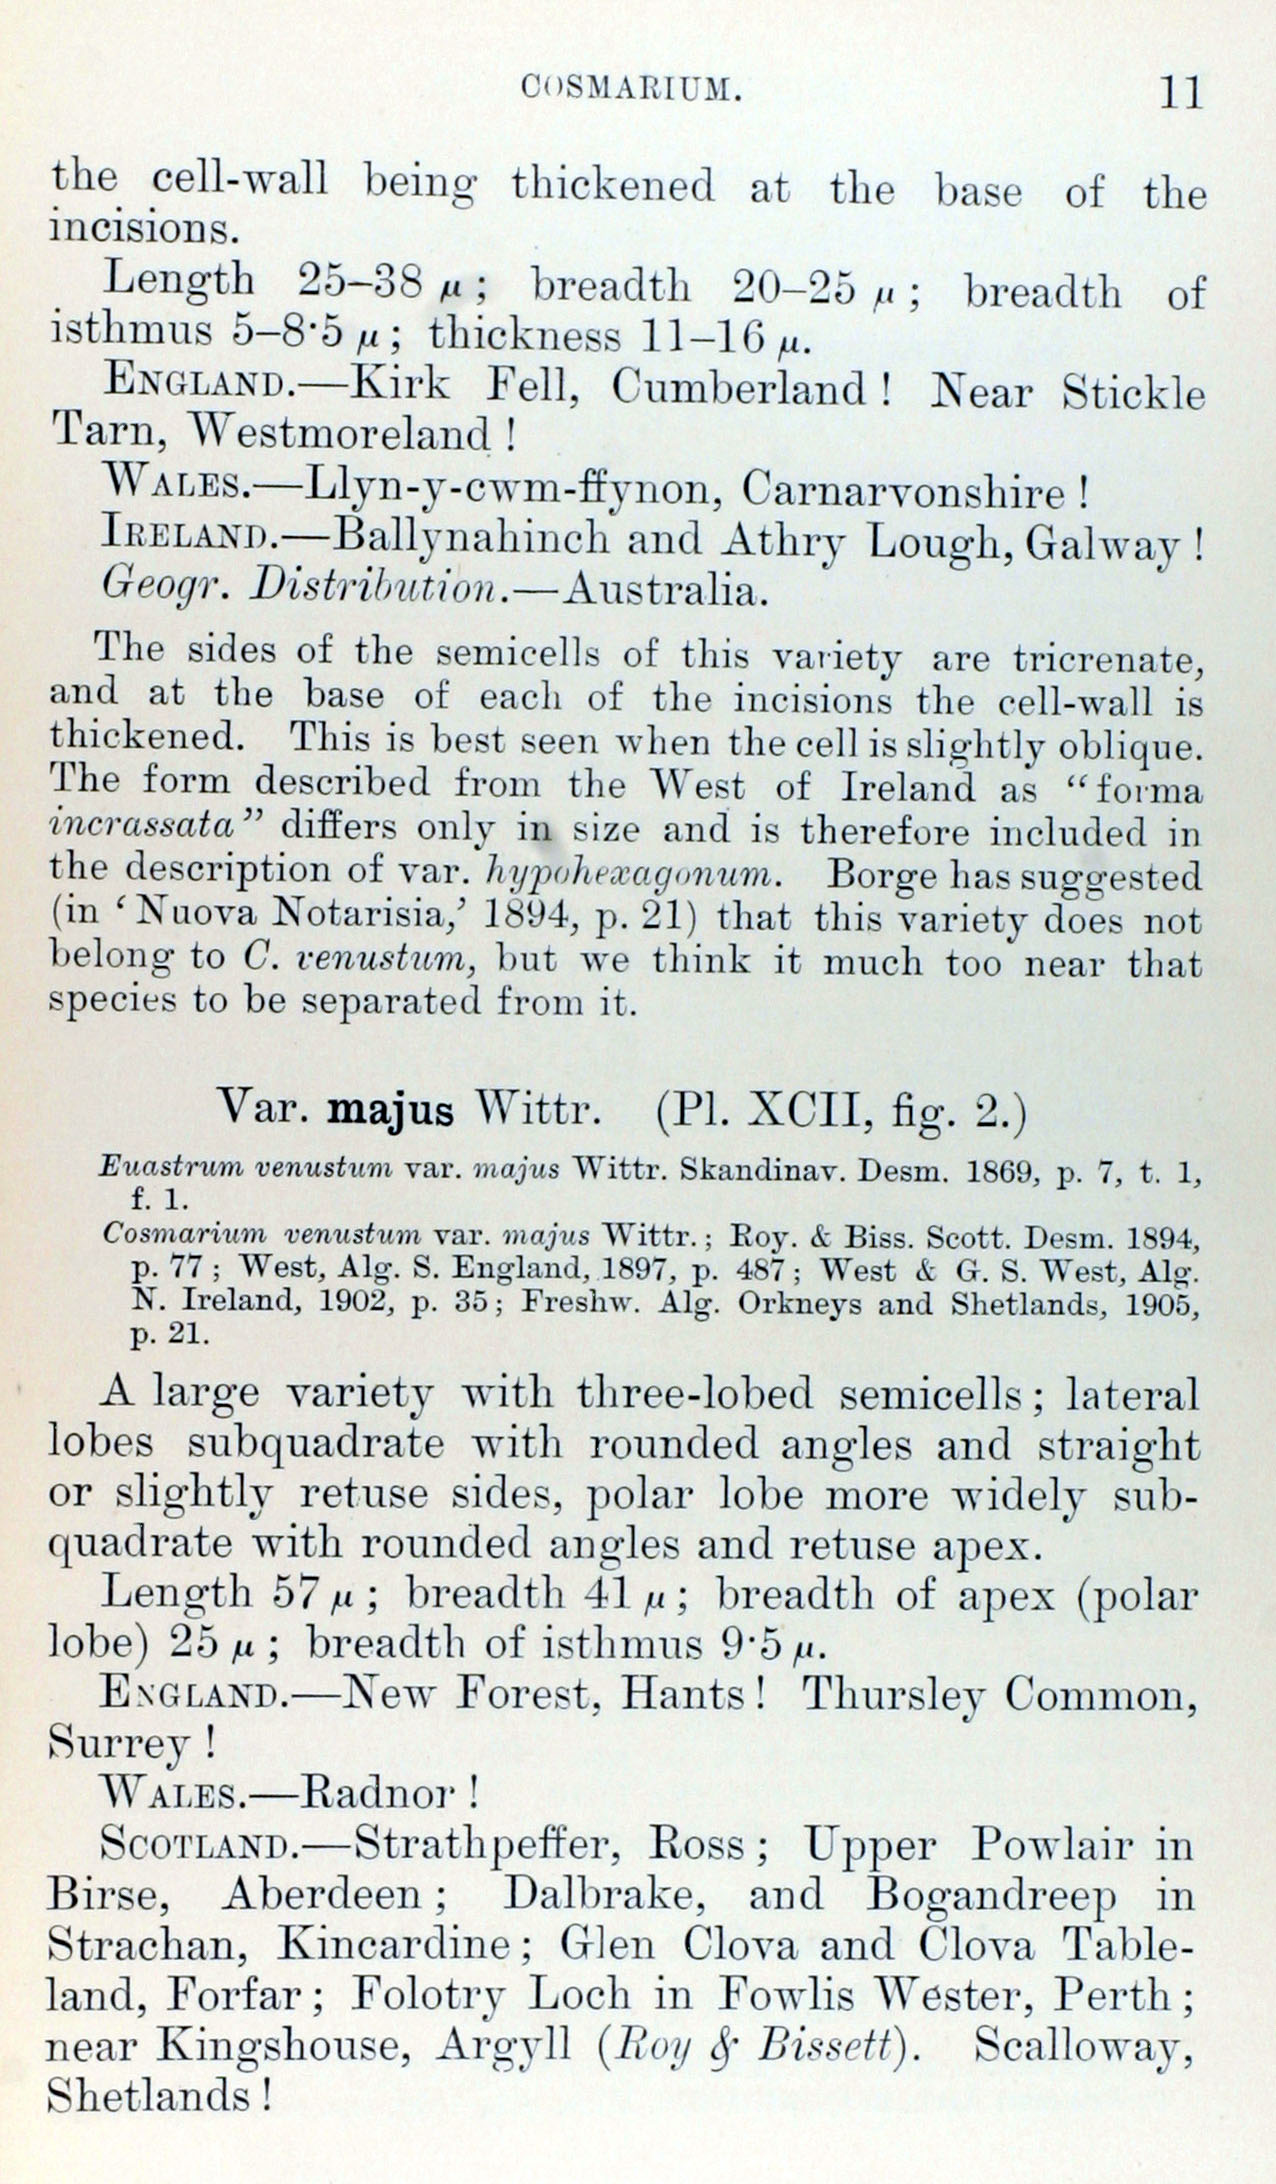 COSMARIUM. 11
the cell-wall being thickened at the base of the
incisions.
Length 25–38 μ; breadth 20–25 μ; breadth of
isthmus 5–8·5 μ; thickness 11–16 μ.
ENGLAND.—Kirk Fell, Cumberland! Near Stickle
Tarn, Westmoreland!
WALES.—Llyn-y-cwm-ffynon, Carnarvonshire!
IRELAND.—Ballynahinch and Athry Lough, Galway!
Geogr. Distribution.—Australia.
The sides of the semicells of this variety are tricrenate,
and at the base of each of the incisions the cell-wall is
thickened. This is best seen when the cell is slightly oblique.
The form described from the West of Ireland as “forma
incrassata” differs only in size and is therefore included in
the description of var. hypohexagonum. Borge has suggested
(in ‘Nuova Notarisia,’ 1894, p. 21) that this variety does not
belong to C. venustum, but we think it much too near that
species to be separated from it.
Var. majus Wittr. (Pl. XCII, fig. 2.)
Euastrum venustum var. majus Wittr. Skandinav. Desm. 1869, p. 7, t. 1,
f. 1.
Cosmarium venustum var. majus Wittr.; Roy. & Biss. Scott. Desm. 1894,
p. 77; West, Alg. S. England, 1897, p. 487; West & G. S. West, Alg.
N. Ireland, 1902, p. 35; Freshw. Alg. Orkneys and Shetlands, 1905,
p. 21.
A large variety with three-lobed semicells; lateral
lobes subquadrate with rounded angles and straight
or slightly retuse sides, polar lobe more widely sub-
quadrate with rounded angles and retuse apex.
Length 57 μ; breadth 41 μ; breadth of apex (polar
lobe) 25 μ; breadth of isthmus 9·5 μ.
ENGLAND.—New Forest, Hants! Thursley Common,
Surrey!
WALES.—Radnor!
SCOTLAND.—Strathpeffer, Ross; Upper Powlair in
Birse, Aberdeen; Dalbrake, and Bogandreep in
Strachan, Kincardine; Glen Clova and Clova Table-
land, Forfar; Folotry Loch in Fowlis Wester, Perth;
near Kingshouse, Argyll (Roy & Bissett). Scalloway,
Shetlands!